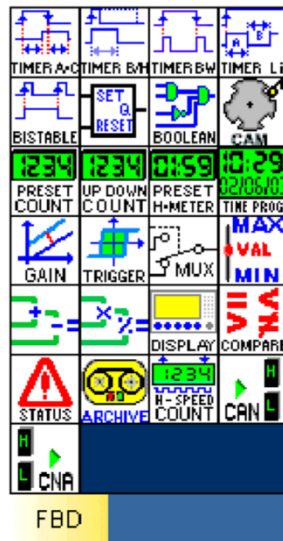 TIMER A·C TIMER B/H TIMER BW TIMER Li
A B
SET
Q
RESET
BISTABLE BOOLEAN CAM
1234 1234 01:59 10:29
02/06/0
PRESET UP DOWN PRESET
COUNT COUNT H-METER TIME PROG
MAX
VAL
MIN
GAIN TRIGGER MUX
+ - = × % =
DISPLAY COMPARE
1234
H-SPEED
STATUS ARCHIVE COUNT
H
L
CAN
H
L
CNA
FBD